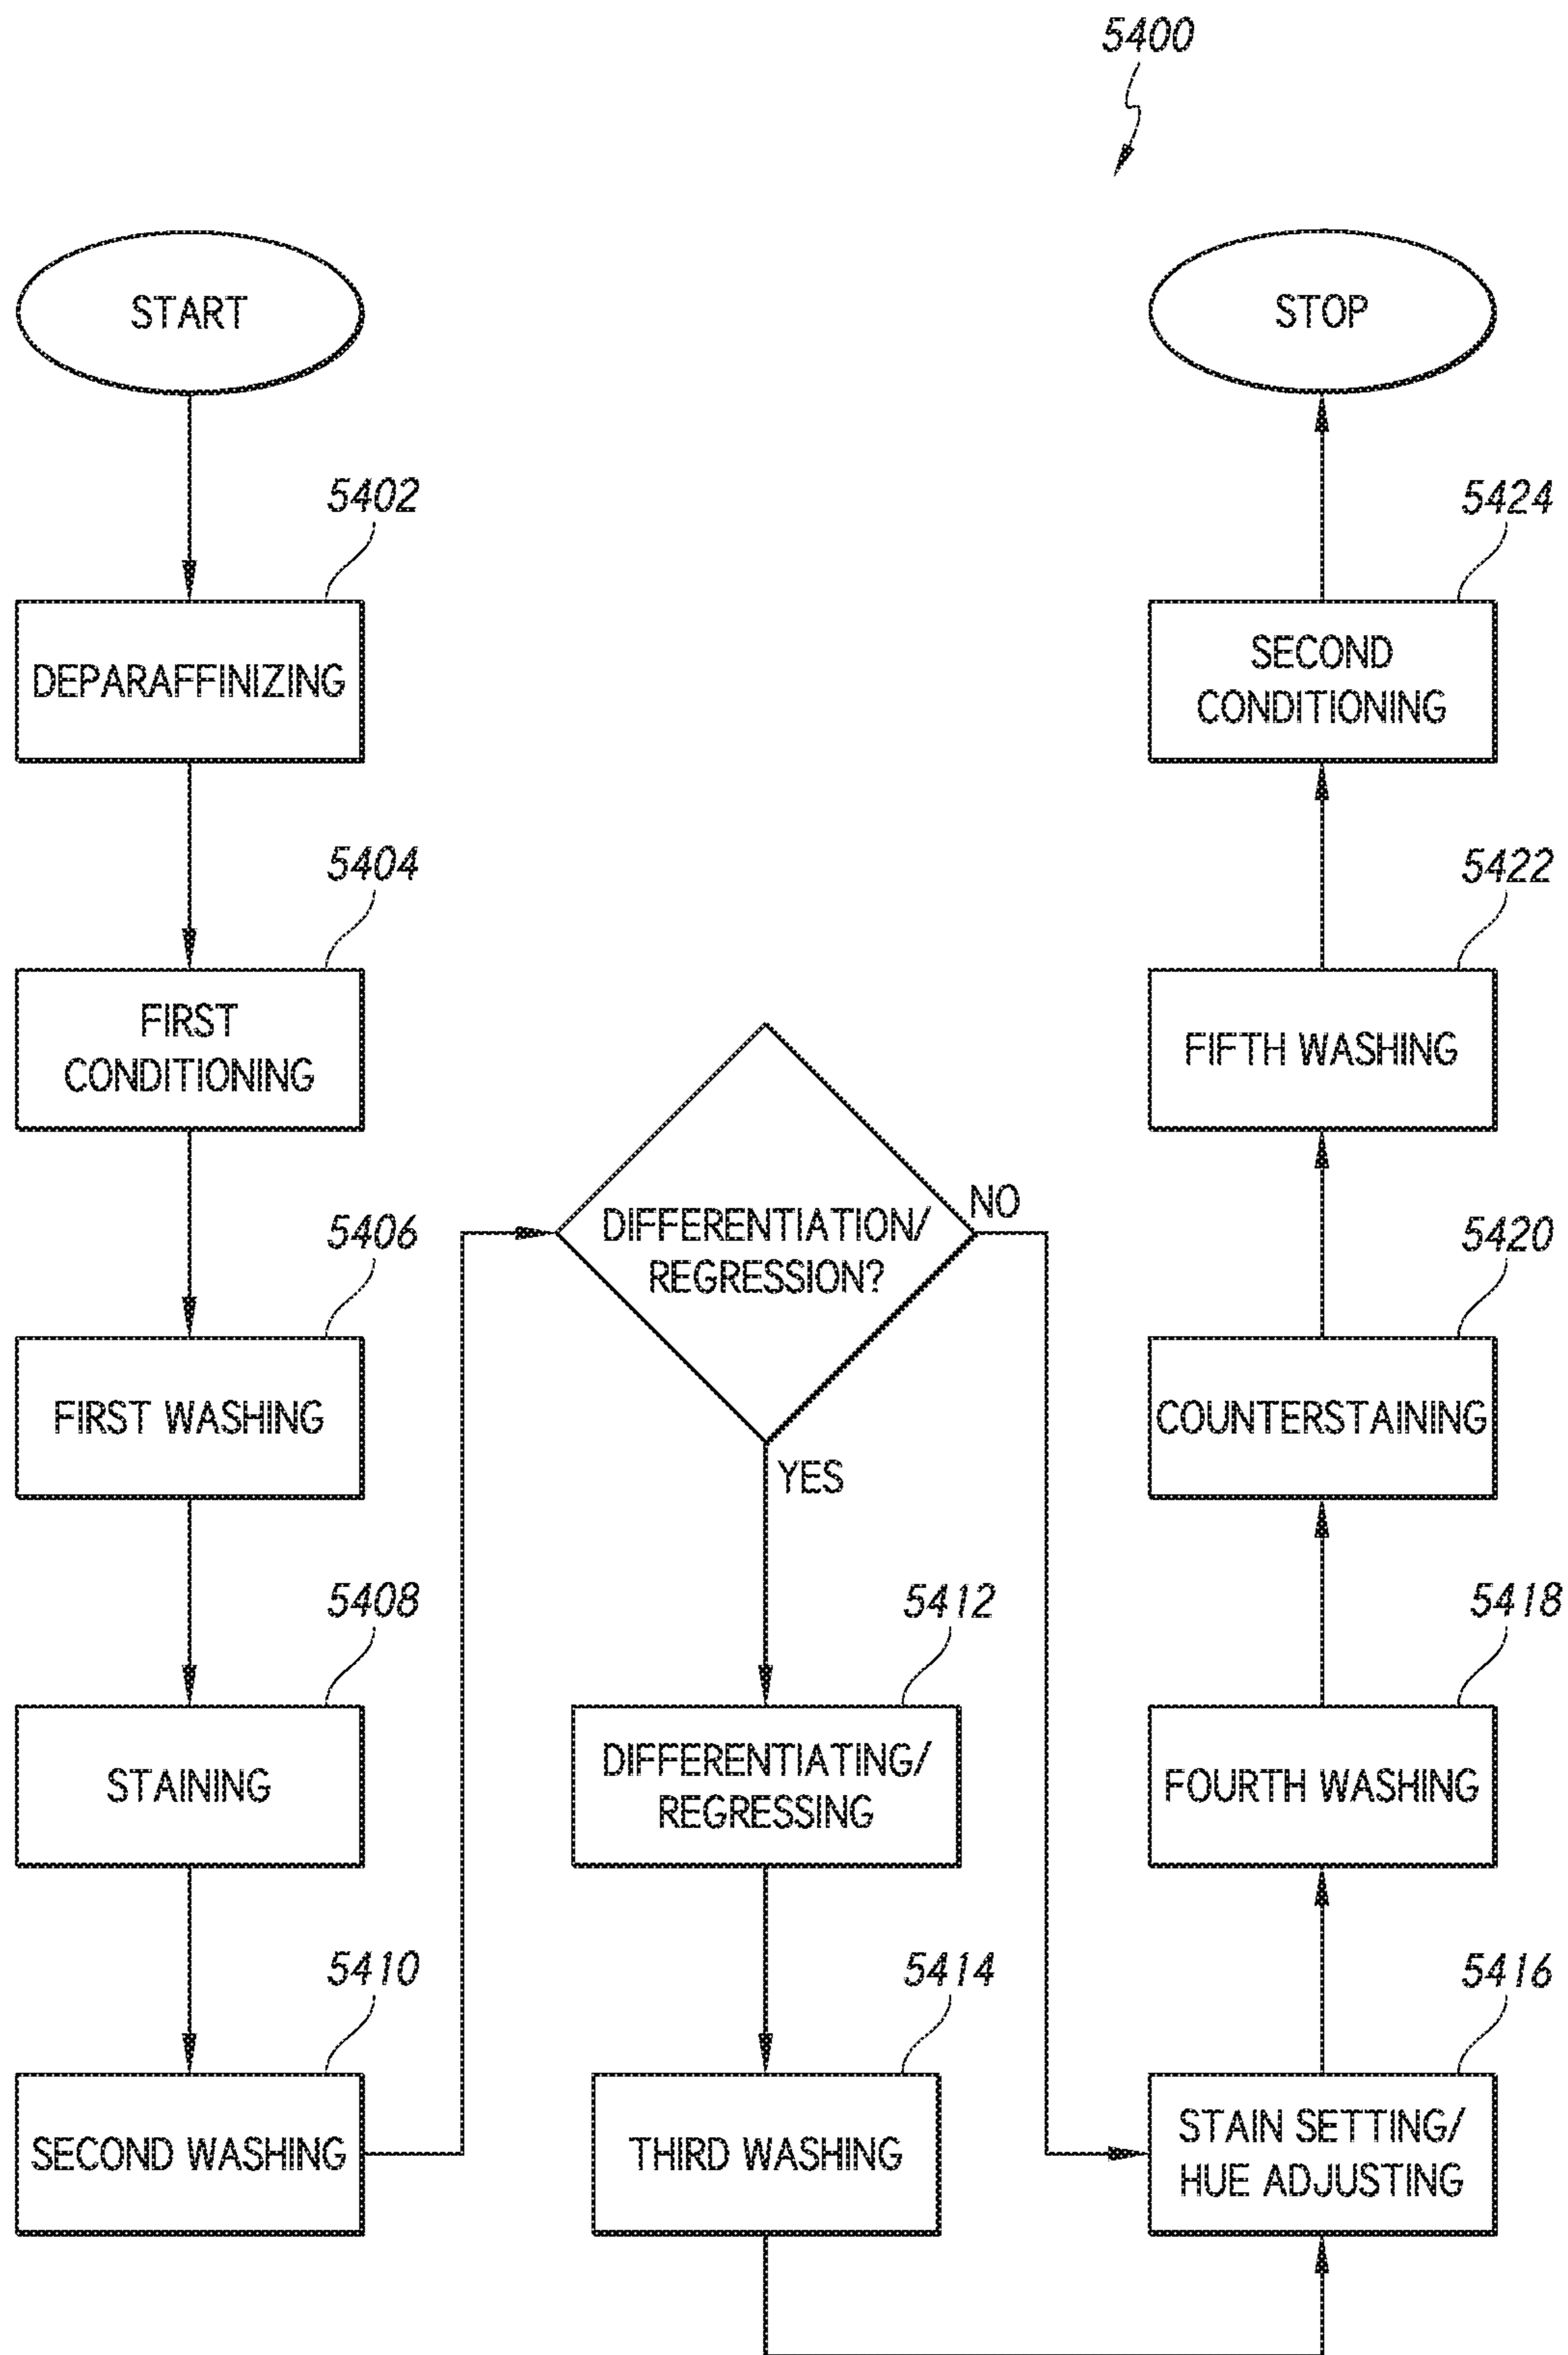 5400
START
5402
DEPARAFFINIZING
5404
FIRST
CONDITIONING
5406
FIRST WASHING
5408
STAINING
5410
SECOND WASHING
DIFFERENTIATION/
REGRESSION?
NO
YES
5412
DIFFERENTIATING/
REGRESSING
5414
THIRD WASHING
5416
STAIN SETTING/
HUE ADJUSTING
5418
FOURTH WASHING
5420
COUNTERSTAINING
5422
FIFTH WASHING
5424
SECOND
CONDITIONING
STOP